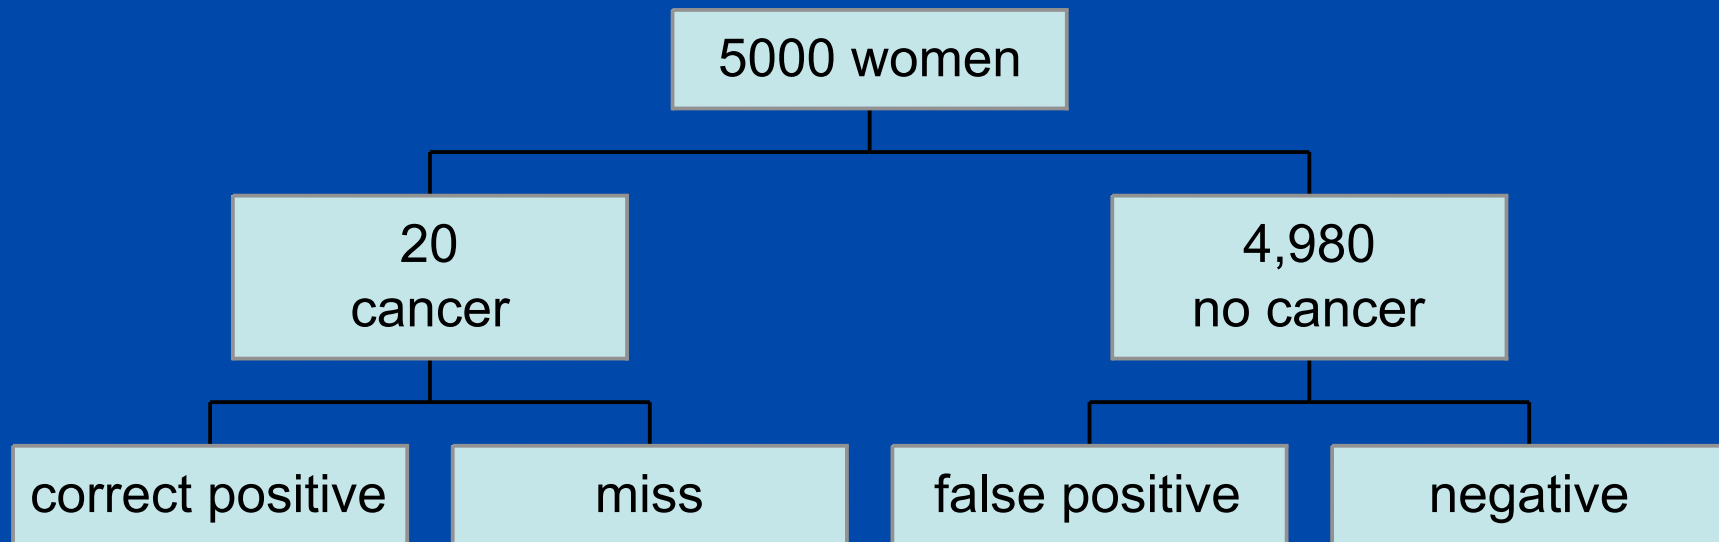 5000 women
20
cancer
4,980
no cancer
correct positive
miss
false positive
negative